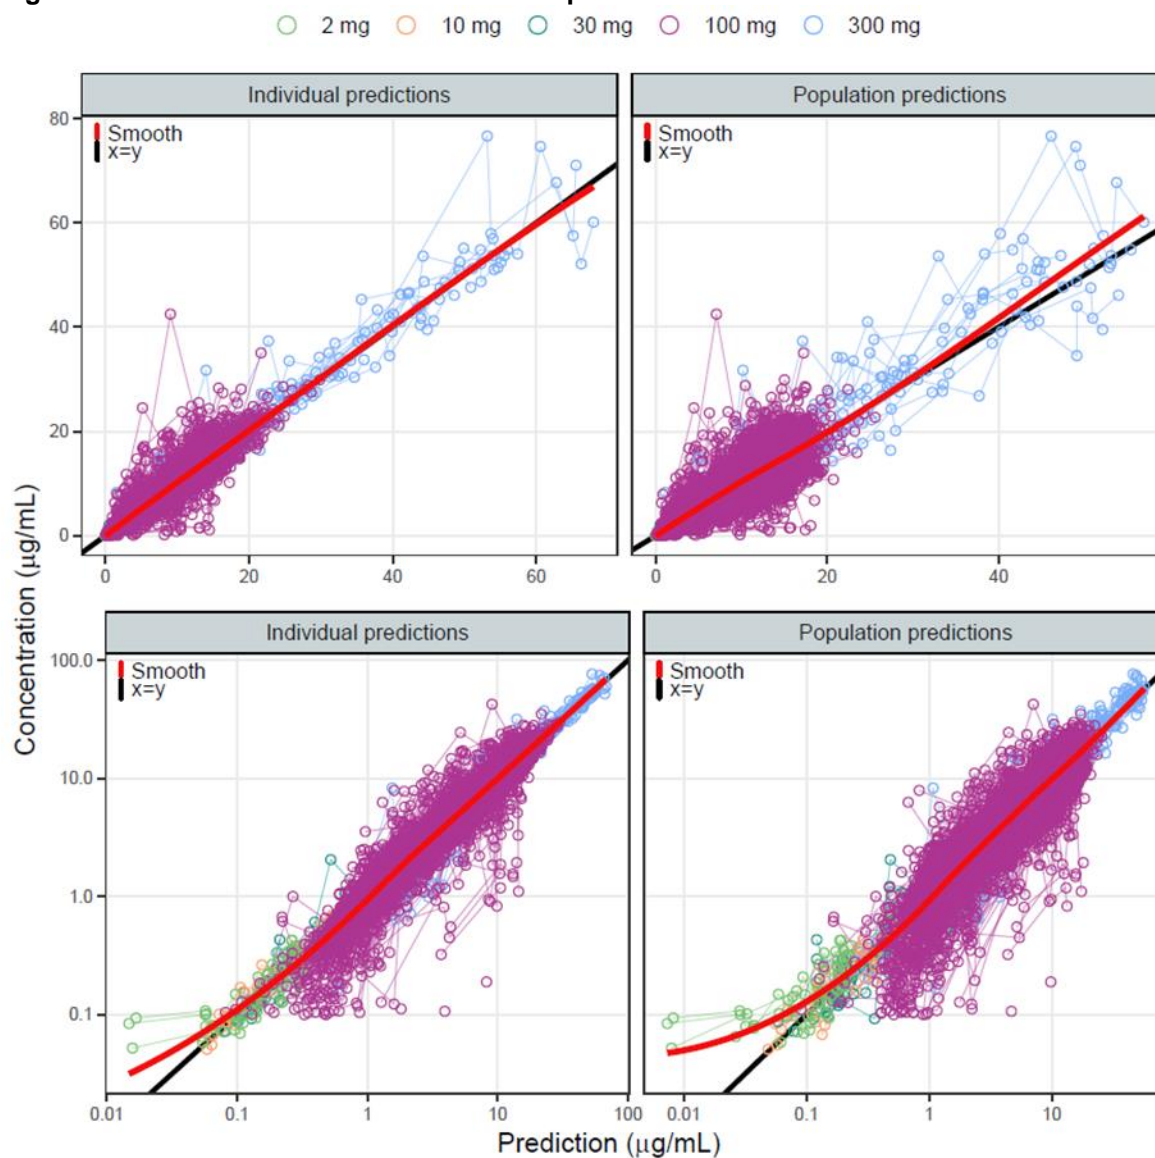 2 mg 10 mg 30 mg 100 mg 300 mg
Individual predictions Population predictions
80 Smooth Smooth
x=y x=y
60
40
20
0
0 20 40 60 0 20 40
Concentration (µg/mL)
Individual predictions Population predictions
100.0 Smooth Smooth
x=y x=y
10.0
1.0
0.1
0.01 0.1 1 10 100 0.01 0.1 1 10
Prediction (µg/mL)